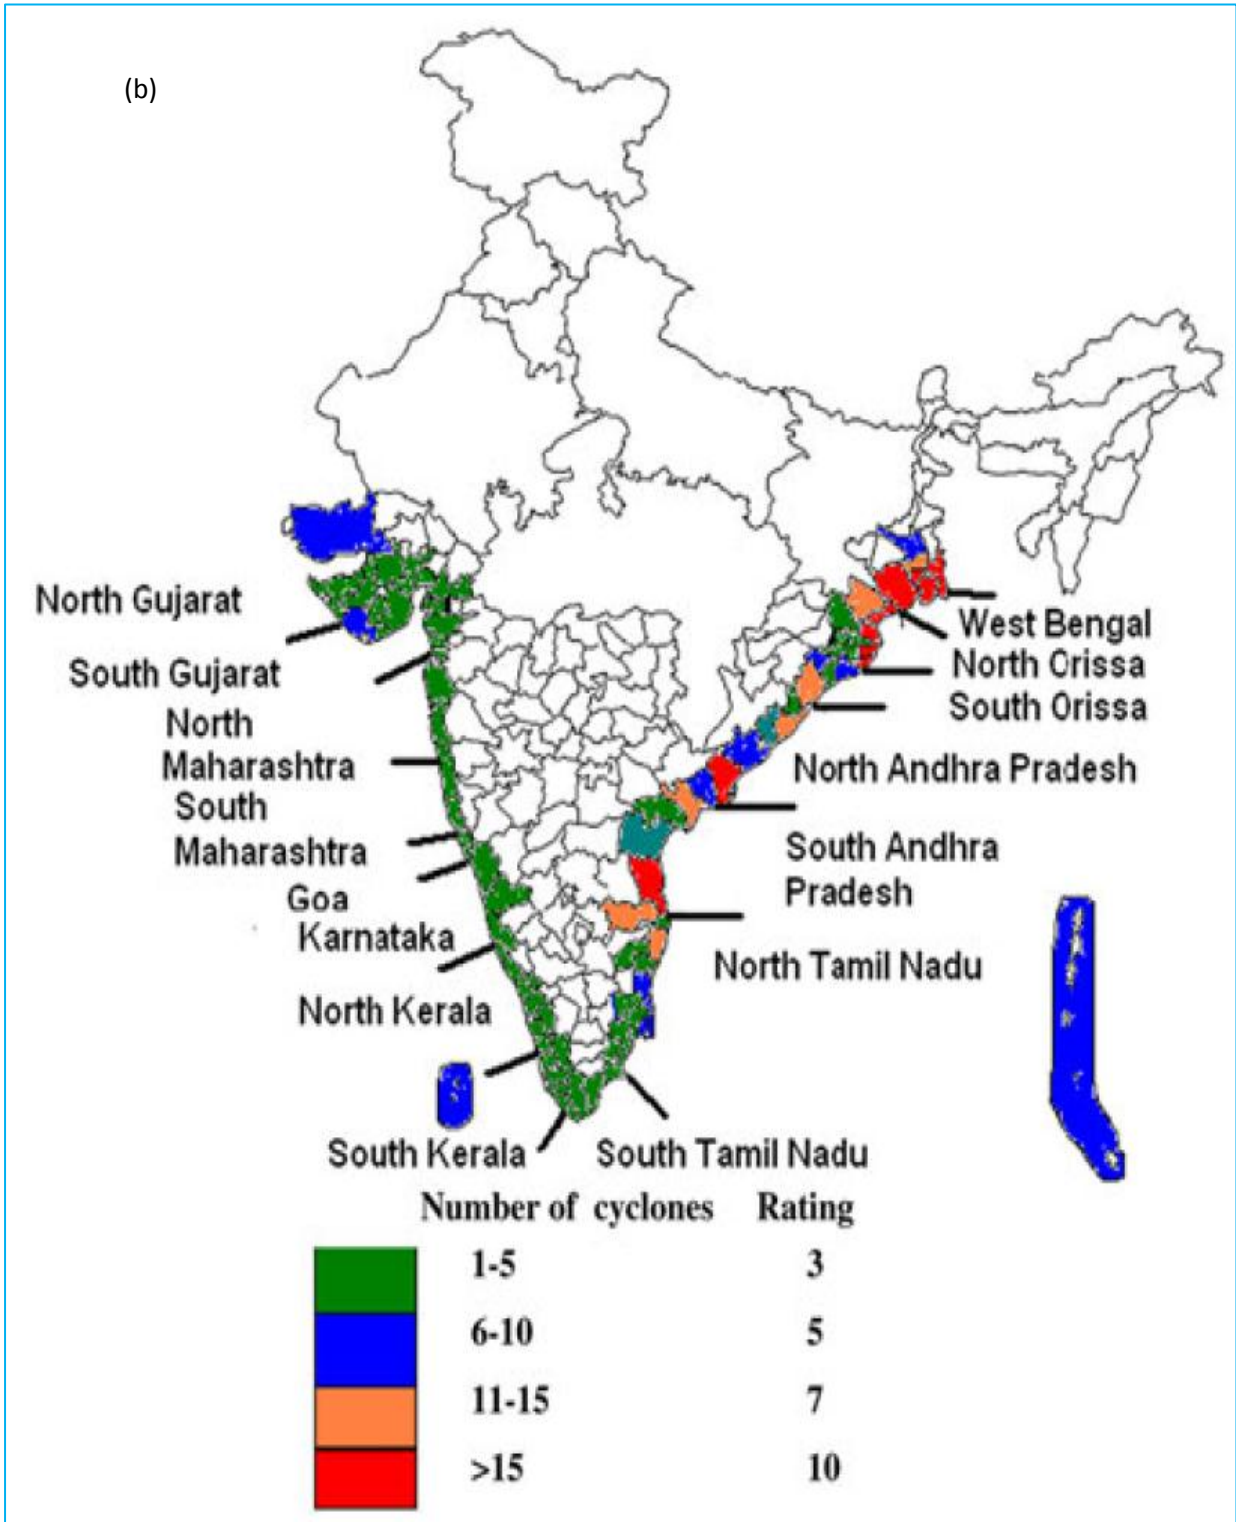 (b)
North Gujarat
South Gujarat
North
Maharashtra
South
Maharashtra
Goa
Karnataka
North Kerala
South Kerala
West Bengal
North Orissa
South Orissa
North Andhra Pradesh
South Andhra
Pradesh
North Tamil Nadu
South Tamil Nadu
Number of cyclones Rating
1-5 3
6-10 5
11-15 7
>15 10